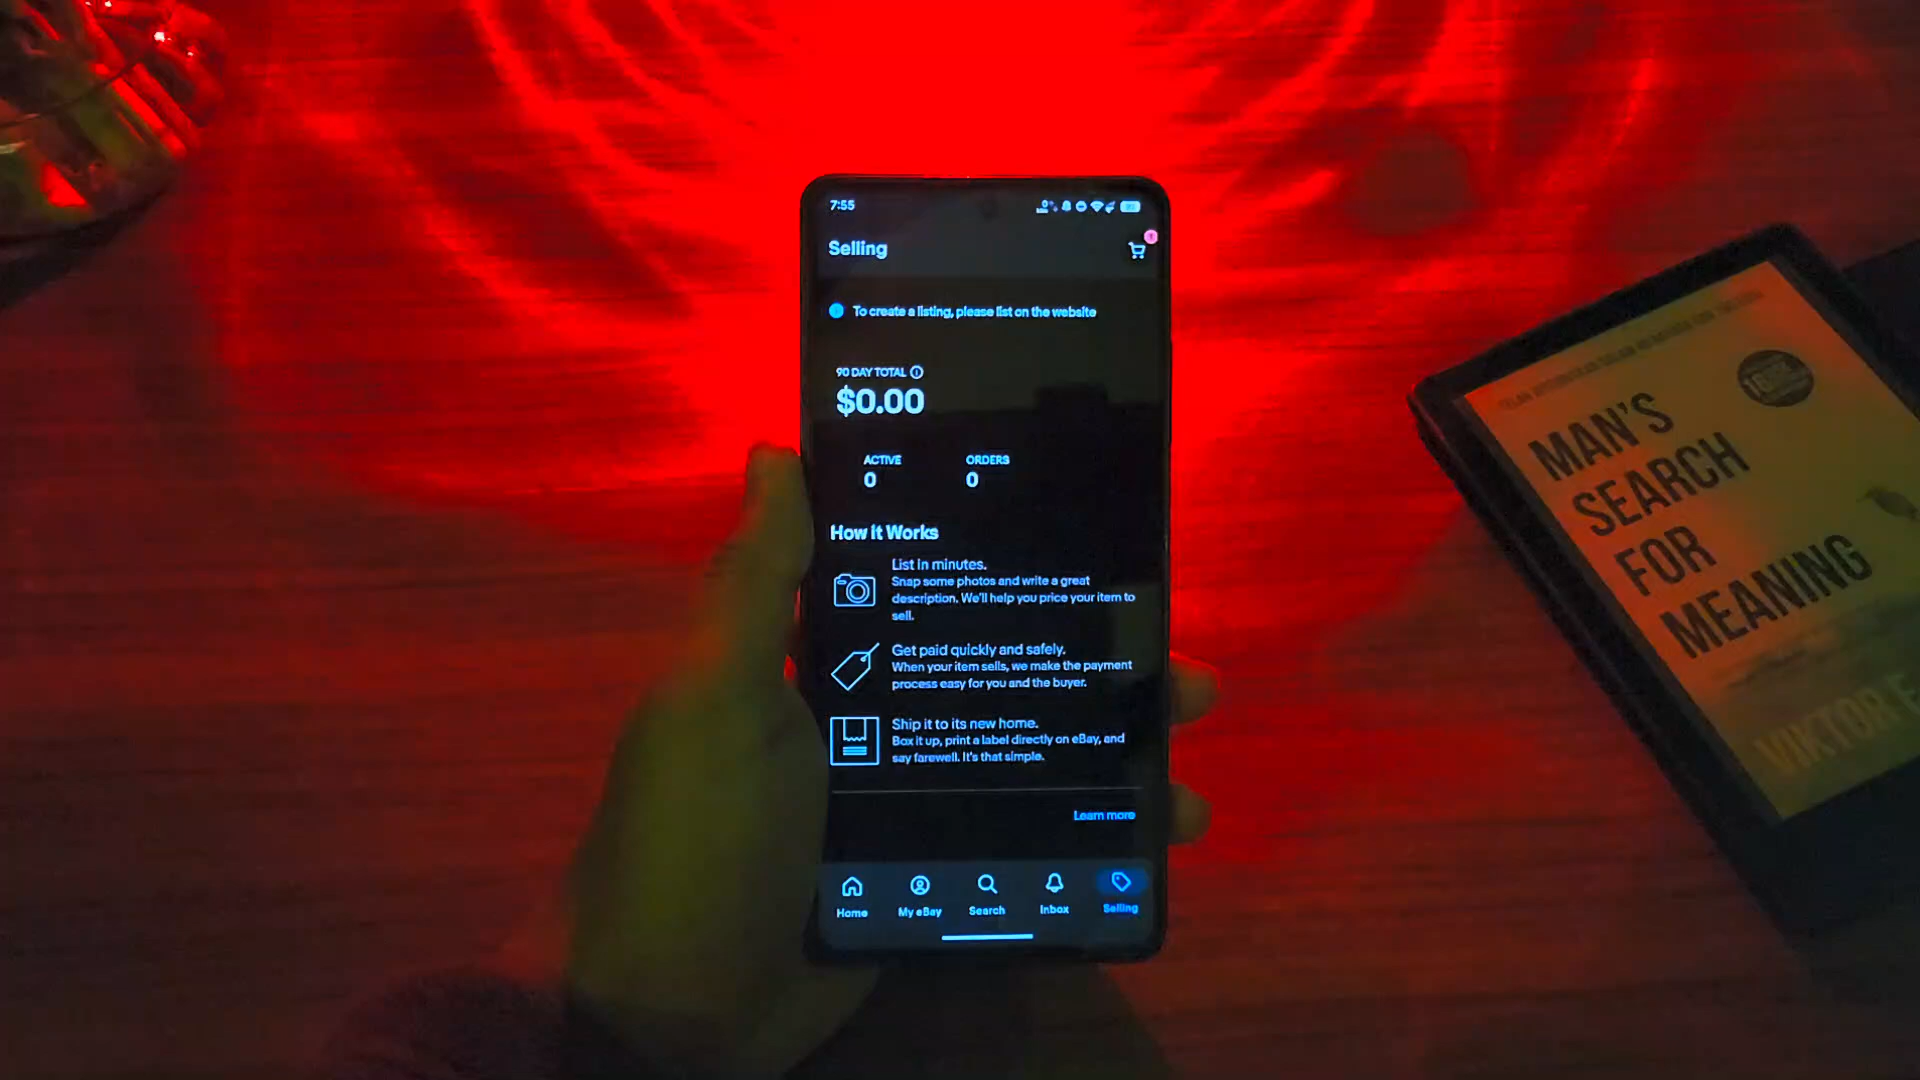 7:55
Selling
To create a listing, please list on the website
90 DAY TOTAL
$0.00
ACTIVE
ORDERS
0
0
How it Works
List in minutes.
Snap some photos and write a great
description. We'll help you price your item to
sell.
Get paid quickly and safely.
When your item sells, we make the payment
process easy for you and the buyer.
Ship it to its new home.
Box it up, print a label directly on eBay, and
say farewell. It's that simple.
Learn more
Home
My eBay
Search
Inbox
Selling
MAN'S
SEARCH
FOR
MEANING
VIKTOR